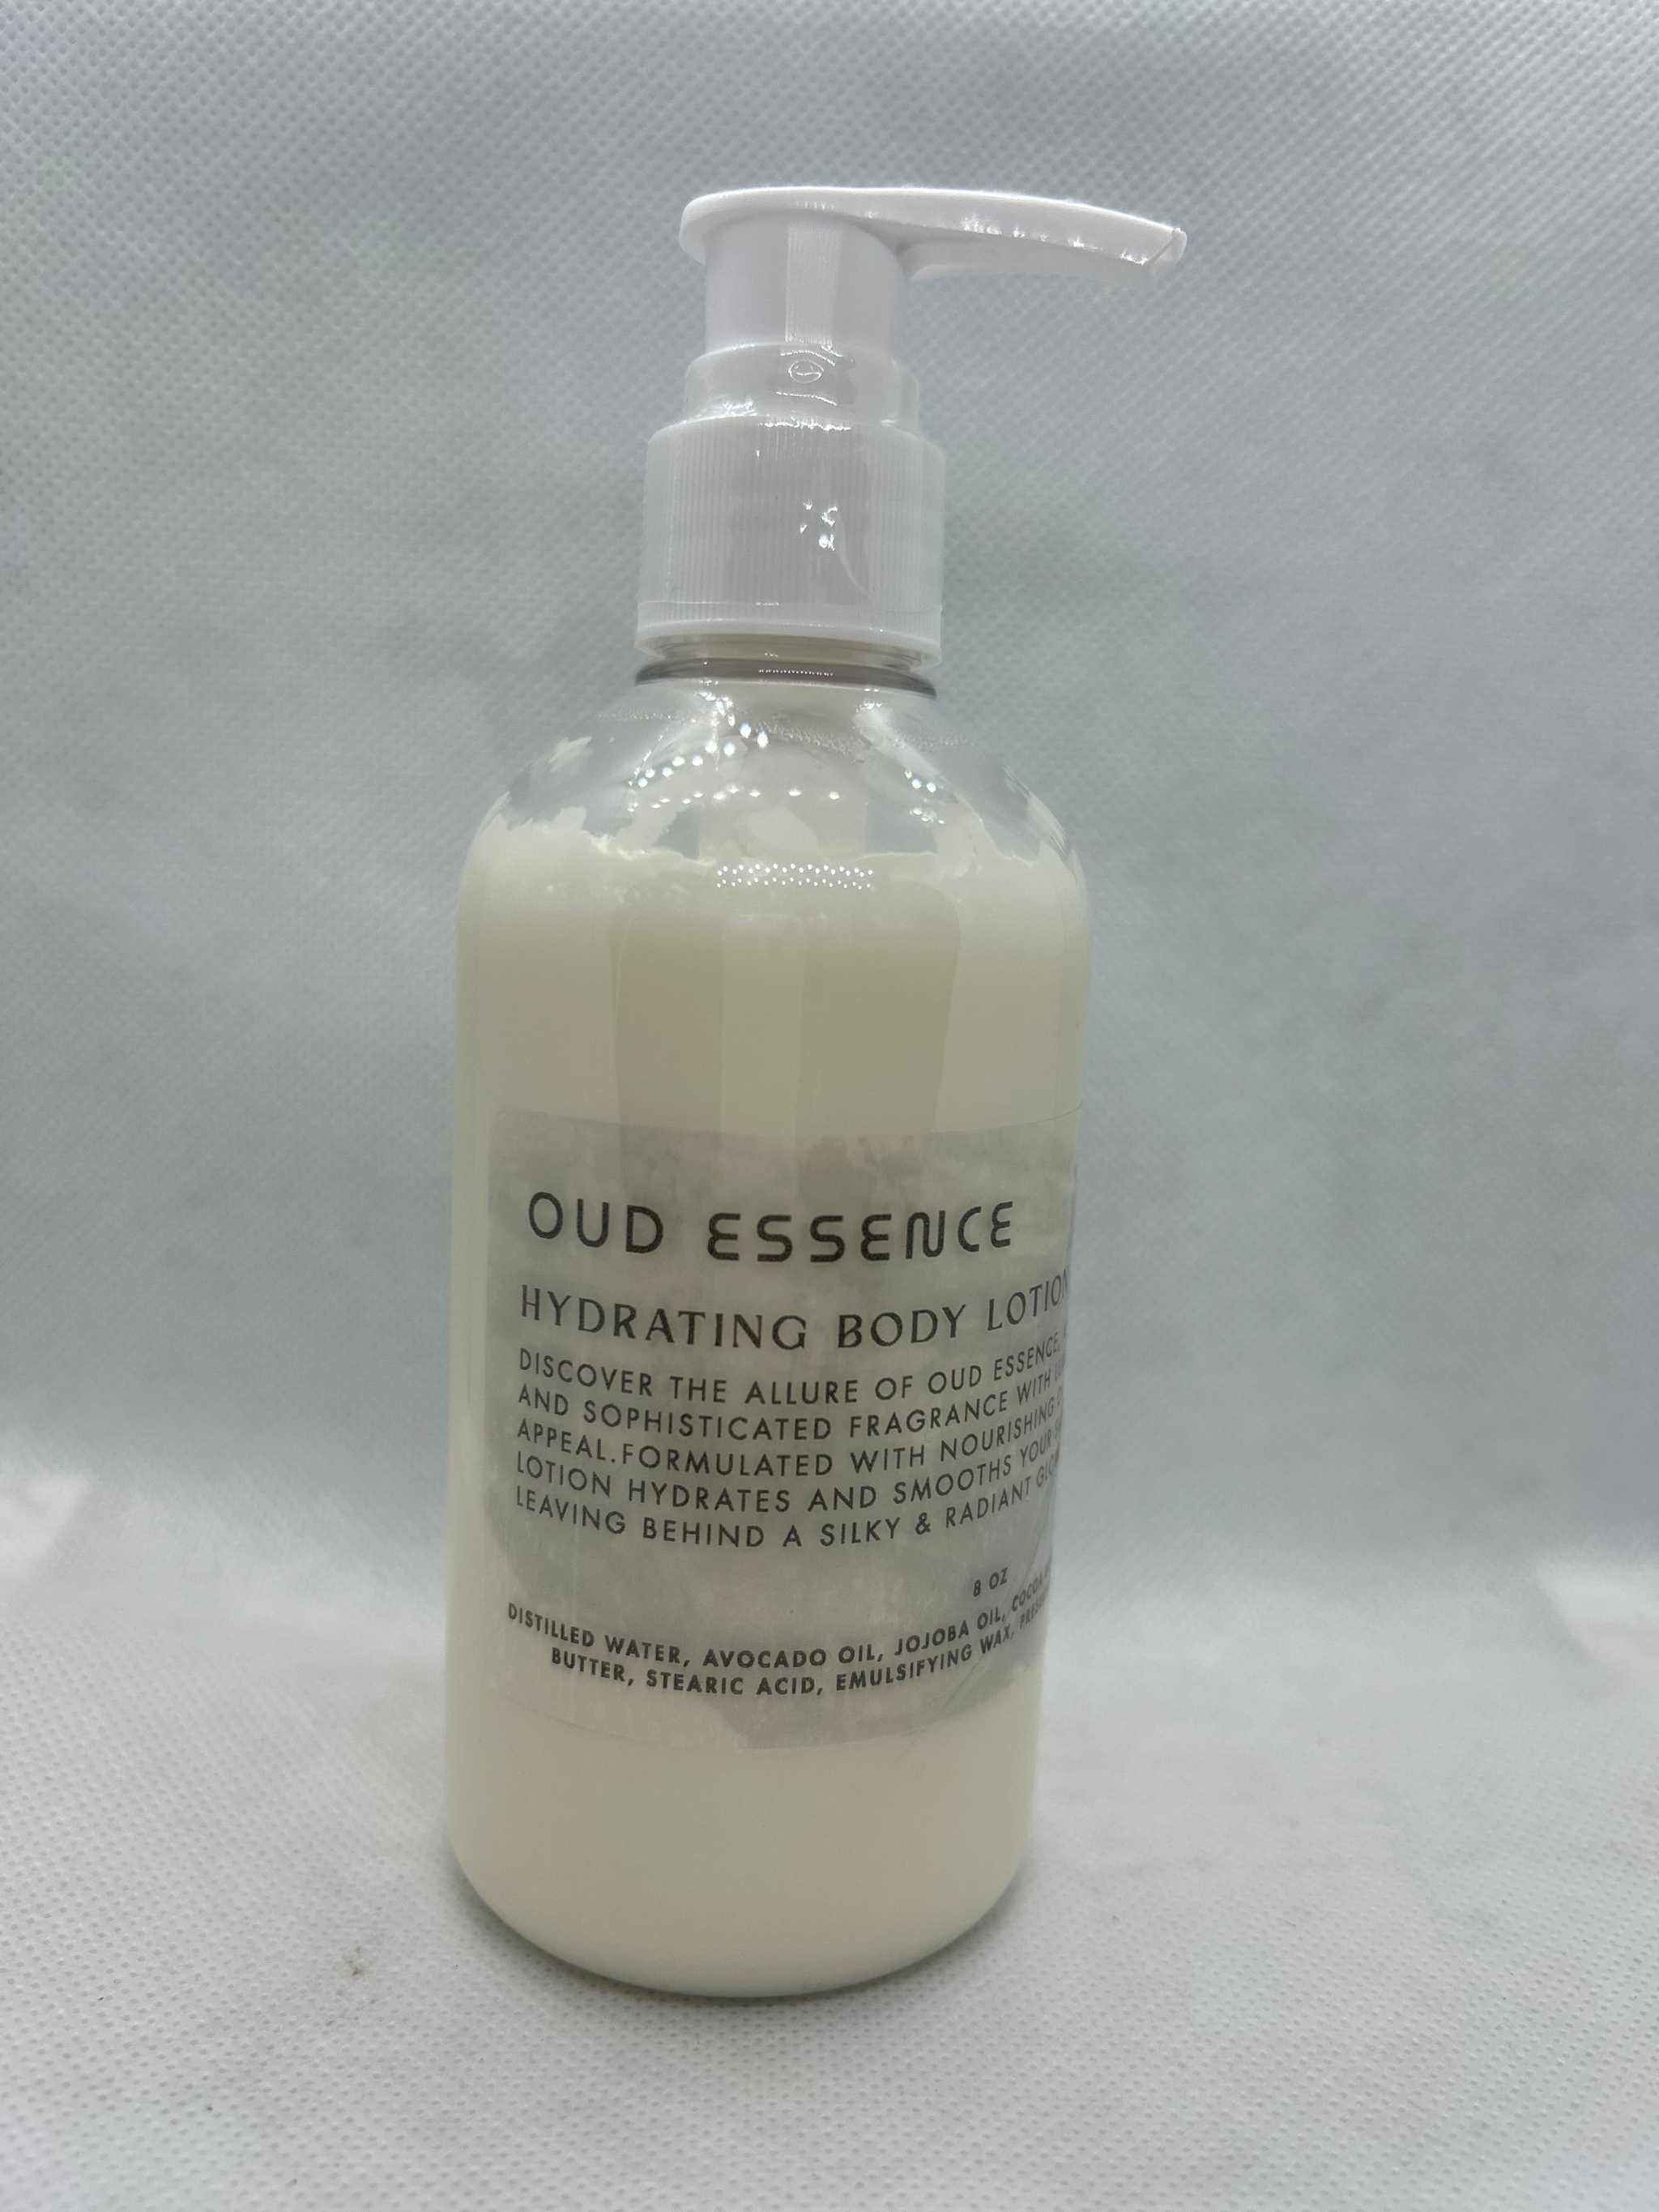 OUD ESSENCE
HYDRATING BODY LOTION
DISCOVER THE ALLURE OF OUD ESSENCE,
AND SOPHISTICATED FRAGRANCE WITH
APPEAL.FORMULATED WITH NOURISHING
LOTION HYDRATES AND SMOOTHS YOUR
LEAVING BEHIND A SILKY & RADIANT GLOW
8 OZ
DISTILLED WATER, AVOCADO OIL, JOJOBA OIL, COCOA
BUTTER, STEARIC ACID, EMULSIFYING WAX,